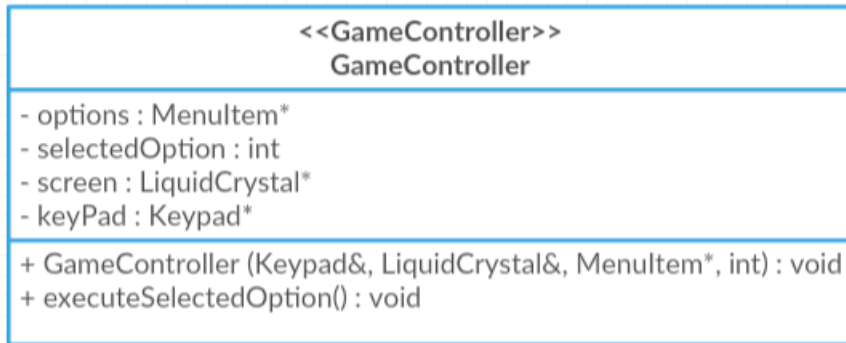 <<GameController>>
GameController
- options : MenuItem*
- selectedOption : int
- screen : LiquidCrystal*
- keyPad : Keypad*
+ GameController (Keypad&, LiquidCrystal&, MenuItem*, int) : void
+ executeSelectedOption() : void